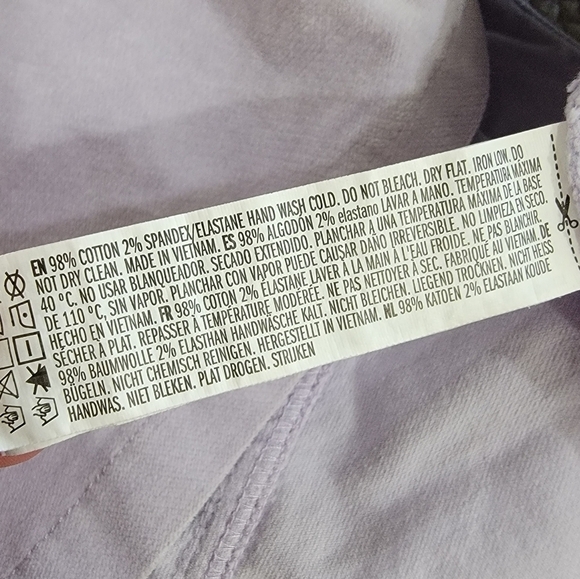 EN 98% COTTON 2% SPANDEX/ELASTANE HAND WASH COLD. DO NOT BLEACH. DRY FLAT. IRON LOW. DO
NOT DRY CLEAN. MADE IN VIETNAM. ES 98% ALGODÓN 2% elastano LAVAR A MANO. TEMPERATURA MÁXIMA
40 °C. NO USAR BLANQUEADOR. SECADO EXTENDIDO. PLANCHAR A UNA TEMPERATURA MÁXIMA DE LA BASE
DE 110 °C, SIN VAPOR. PLANCHAR CON VAPOR PUEDE CAUSAR DAÑO IRREVERSIBLE. NO LIMPIEZA EN SECO.
HECHO EN VIETNAM. FR 98% COTON 2% ELASTANE LAVER À LA MAIN À L'EAU FROIDE. NE PAS BLANCHIR.
SÉCHER À PLAT. REPASSER À TEMPÉRATURE MODÉRÉE. NE PAS NETTOYER À SEC. FABRIQUÉ AU VIETNAM. DE
98% BAUMWOLLE 2% ELASTHAN HANDWÄSCHE KALT. NICHT BLEICHEN. LIEGEND TROCKNEN. NICHT HEISS
BÜGELN. NICHT CHEMISCH REINIGEN. HERGESTELLT IN VIETNAM. NL 98% KATOEN 2% ELASTAAN KOUDE
HANDWAS. NIET BLEKEN. PLAT DROGEN. STRIJKEN